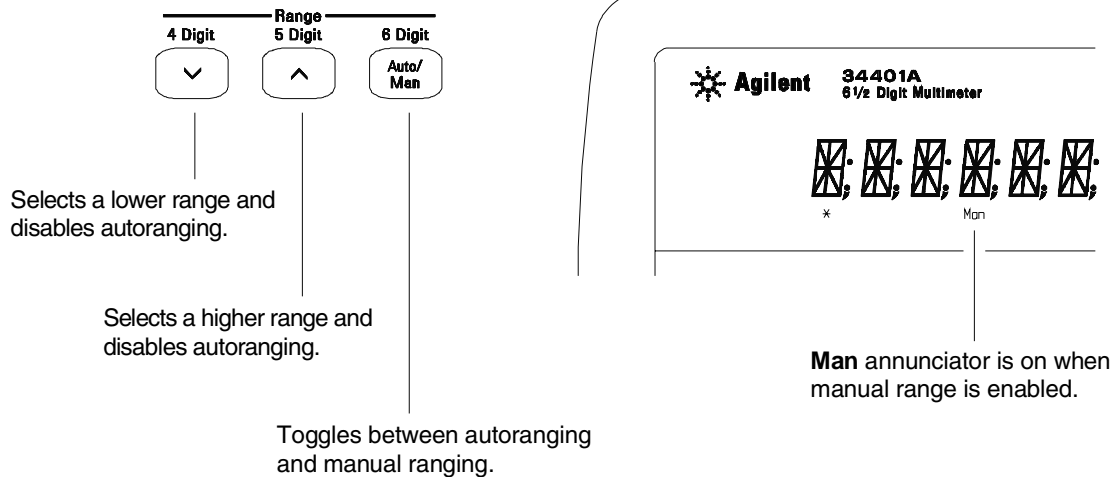 Range
4 Digit 5 Digit 6 Digit
Auto/
Man
Selects a lower range and
disables autoranging.
Selects a higher range and
disables autoranging.
Toggles between autoranging
and manual ranging.
Agilent
34401A
6½ Digit Multimeter
*
Man
Man annunciator is on when
manual range is enabled.